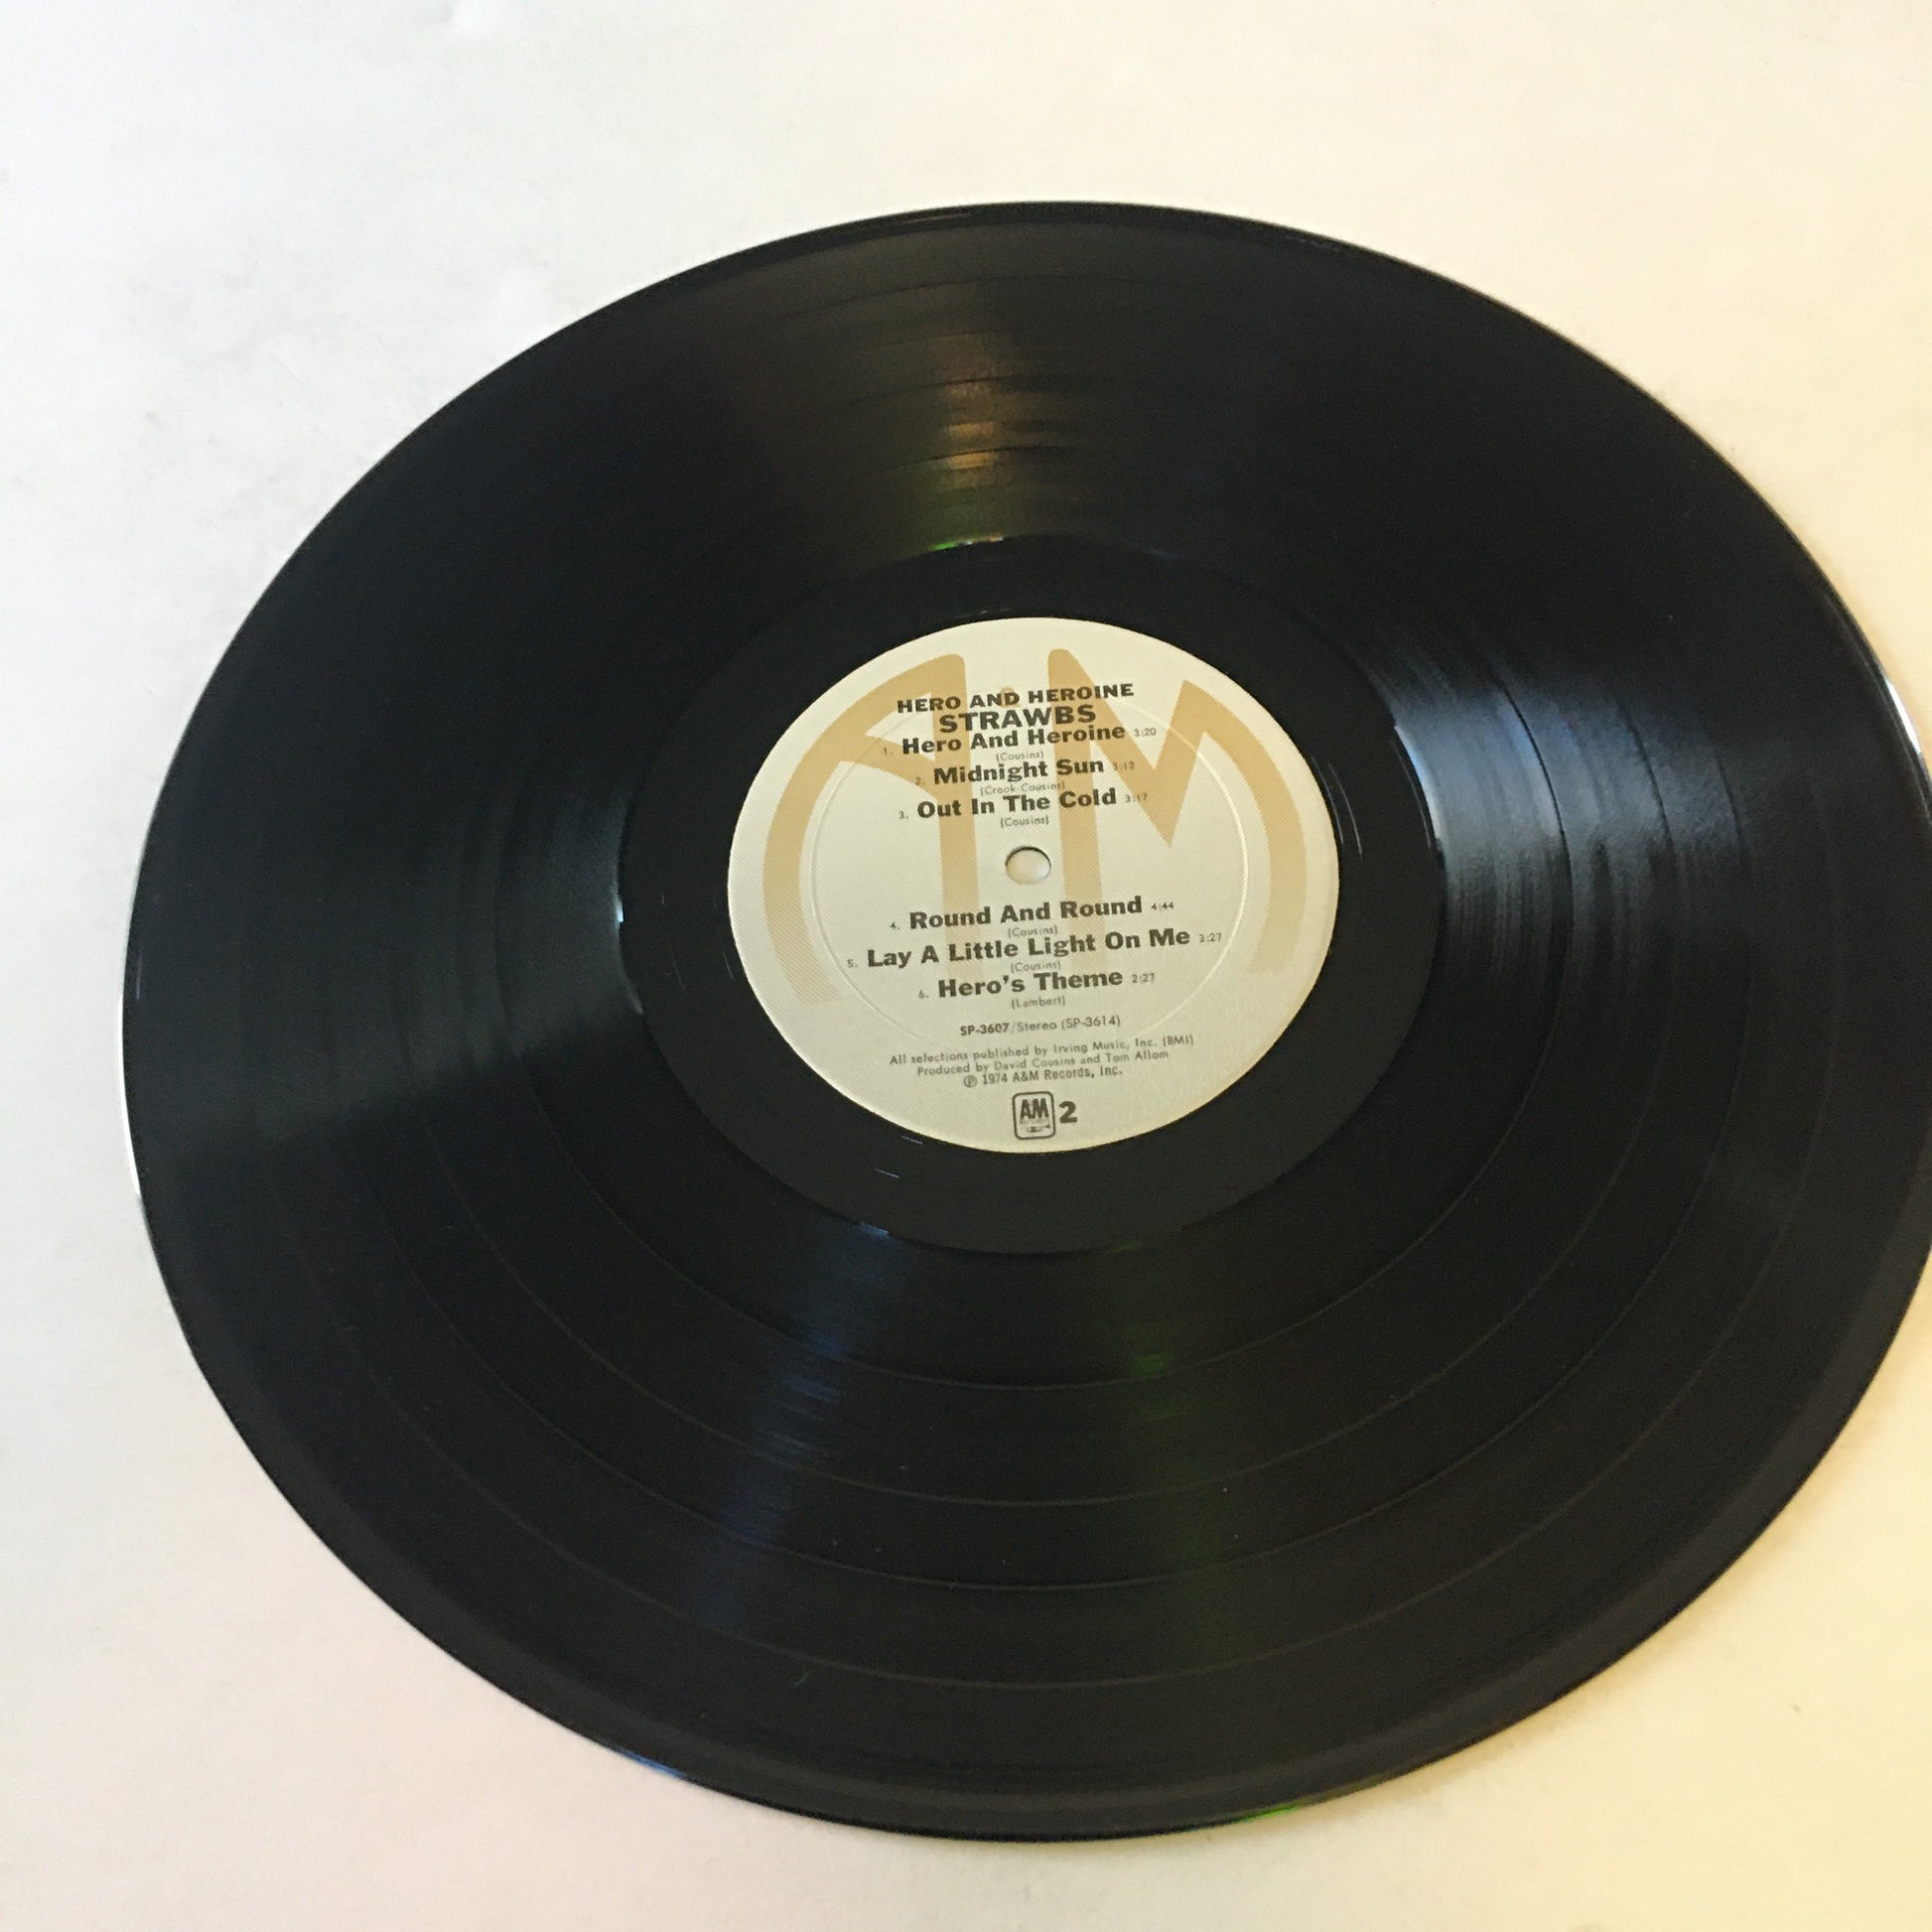 A&M
HERO AND HEROINE
STRAWBS
1. Hero And Heroine 3:20
(Cousins)
2. Midnight Sun 3:12
(Crook-Cousins)
3. Out In The Cold 3:17
(Cousins)
4. Round And Round 4:44
(Cousins)
5. Lay A Little Light On Me 3:27
(Cousins)
6. Hero's Theme 2:27
(Lambert)
SP-3607/Stereo (SP-3614)
All selections published by Irving Music, Inc. (BMI)
Produced by David Cousins and Tom Allom
℗ 1974 A&M Records, Inc.
AM 2